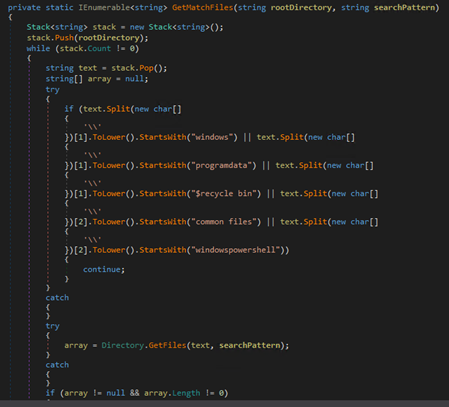 private static IEnumerable<string> GetMatchFiles(string rootDirectory, string searchPattern)
{
    Stack<string> stack = new Stack<string>();
    stack.Push(rootDirectory);
    while (stack.Count != 0)
    {
        string text = stack.Pop();
        string[] array = null;
        try
        {
            if (text.Split(new char[]
            {
                '\\'
            })[1].ToLower().StartsWith("windows") || text.Split(new char[]
            {
                '\\'
            })[1].ToLower().StartsWith("programdata") || text.Split(new char[]
            {
                '\\'
            })[1].ToLower().StartsWith("$recycle bin") || text.Split(new char[]
            {
                '\\'
            })[2].ToLower().StartsWith("common files") || text.Split(new char[]
            {
                '\\'
            })[2].ToLower().StartsWith("windowspowershell"))
            {
                continue;
            }
        }
        catch
        {
        }
        try
        {
            array = Directory.GetFiles(text, searchPattern);
        }
        catch
        {
        }
        if (array != null && array.Length != 0)